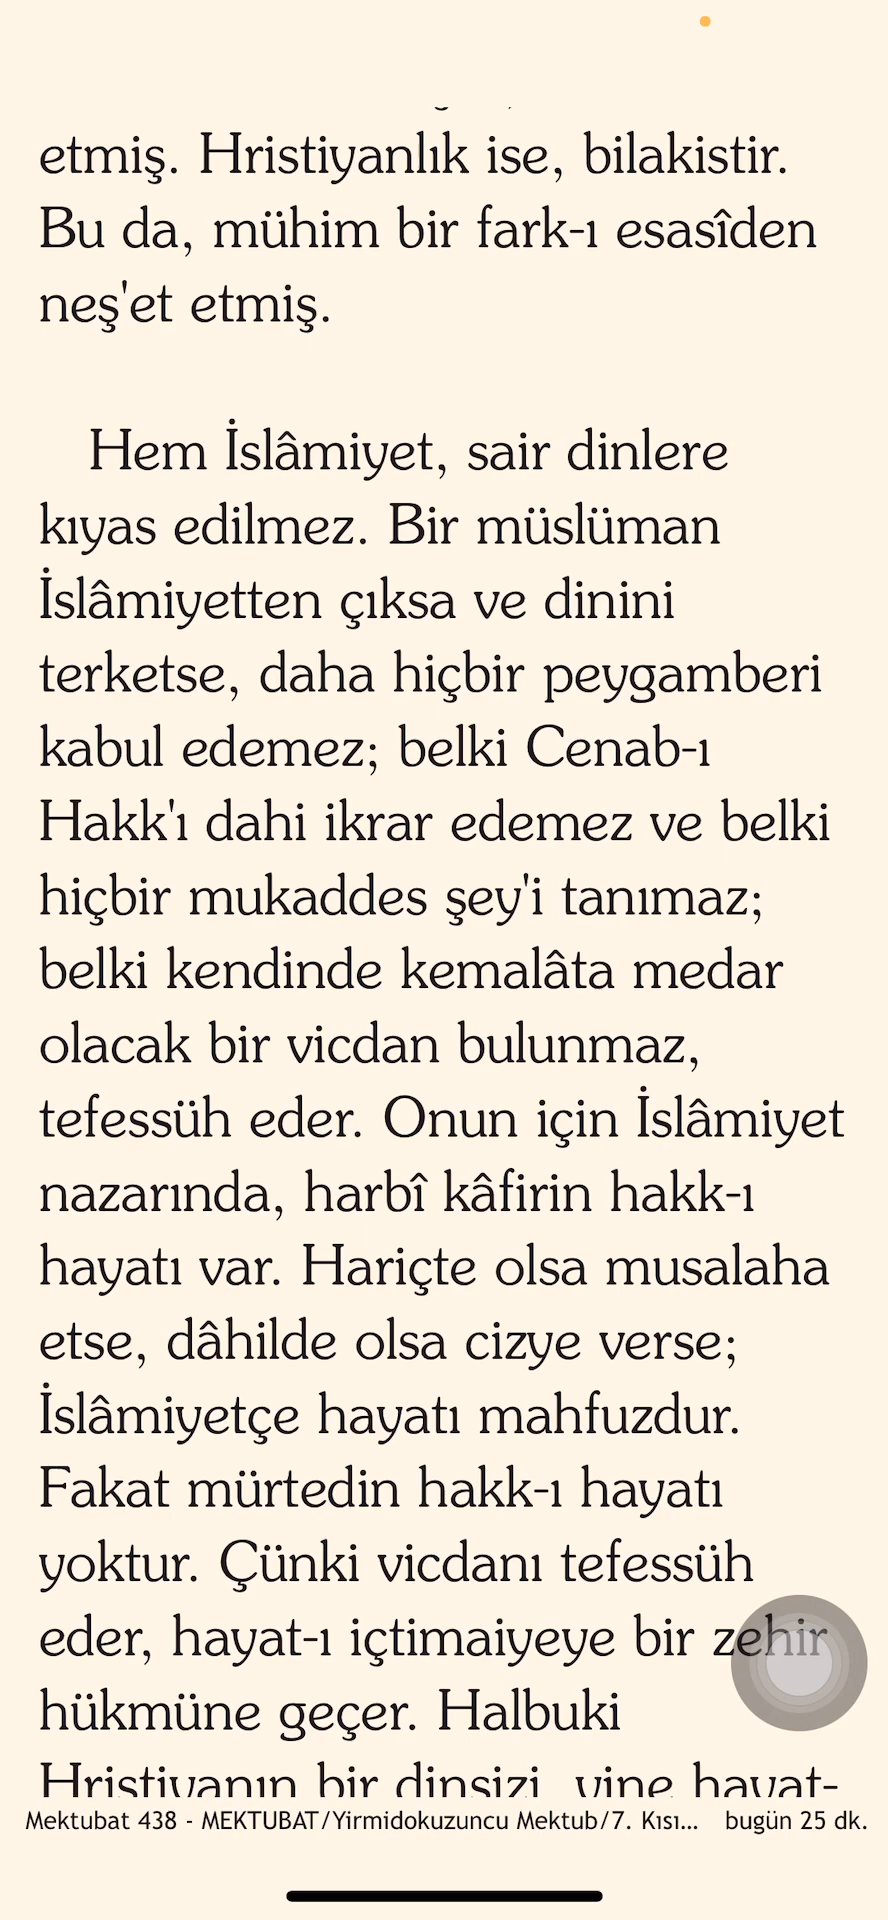 etmiş. Hristiyanlık ise, bilakistir.
Bu da, mühim bir fark-ı esasîden
neş'et etmiş.
Hem İslâmiyet, sair dinlere
kıyas edilmez. Bir müslüman
İslâmiyetten çıksa ve dinini
terketse, daha hiçbir peygamberi
kabul edemez; belki Cenab-ı
Hakk'ı dahi ikrar edemez ve belki
hiçbir mukaddes şey'i tanımaz;
belki kendinde kemalâta medar
olacak bir vicdan bulunmaz,
tefessüh eder. Onun için İslâmiyet
nazarında, harbî kâfirin hakk-ı
hayatı var. Hariçte olsa musalaha
etse, dâhilde olsa cizye verse;
İslâmiyetçe hayatı mahfuzdur.
Fakat mürtedin hakk-ı hayatı
yoktur. Çünki vicdanı tefessüh
eder, hayat-ı içtimaiyeye bir zehir
hükmüne geçer. Halbuki
Hristiyanın bir dinsizi, yine hayat-
Mektubat 438 - MEKTUBAT/Yirmidokuzuncu Mektub/7. Kısı... bugün 25 dk.